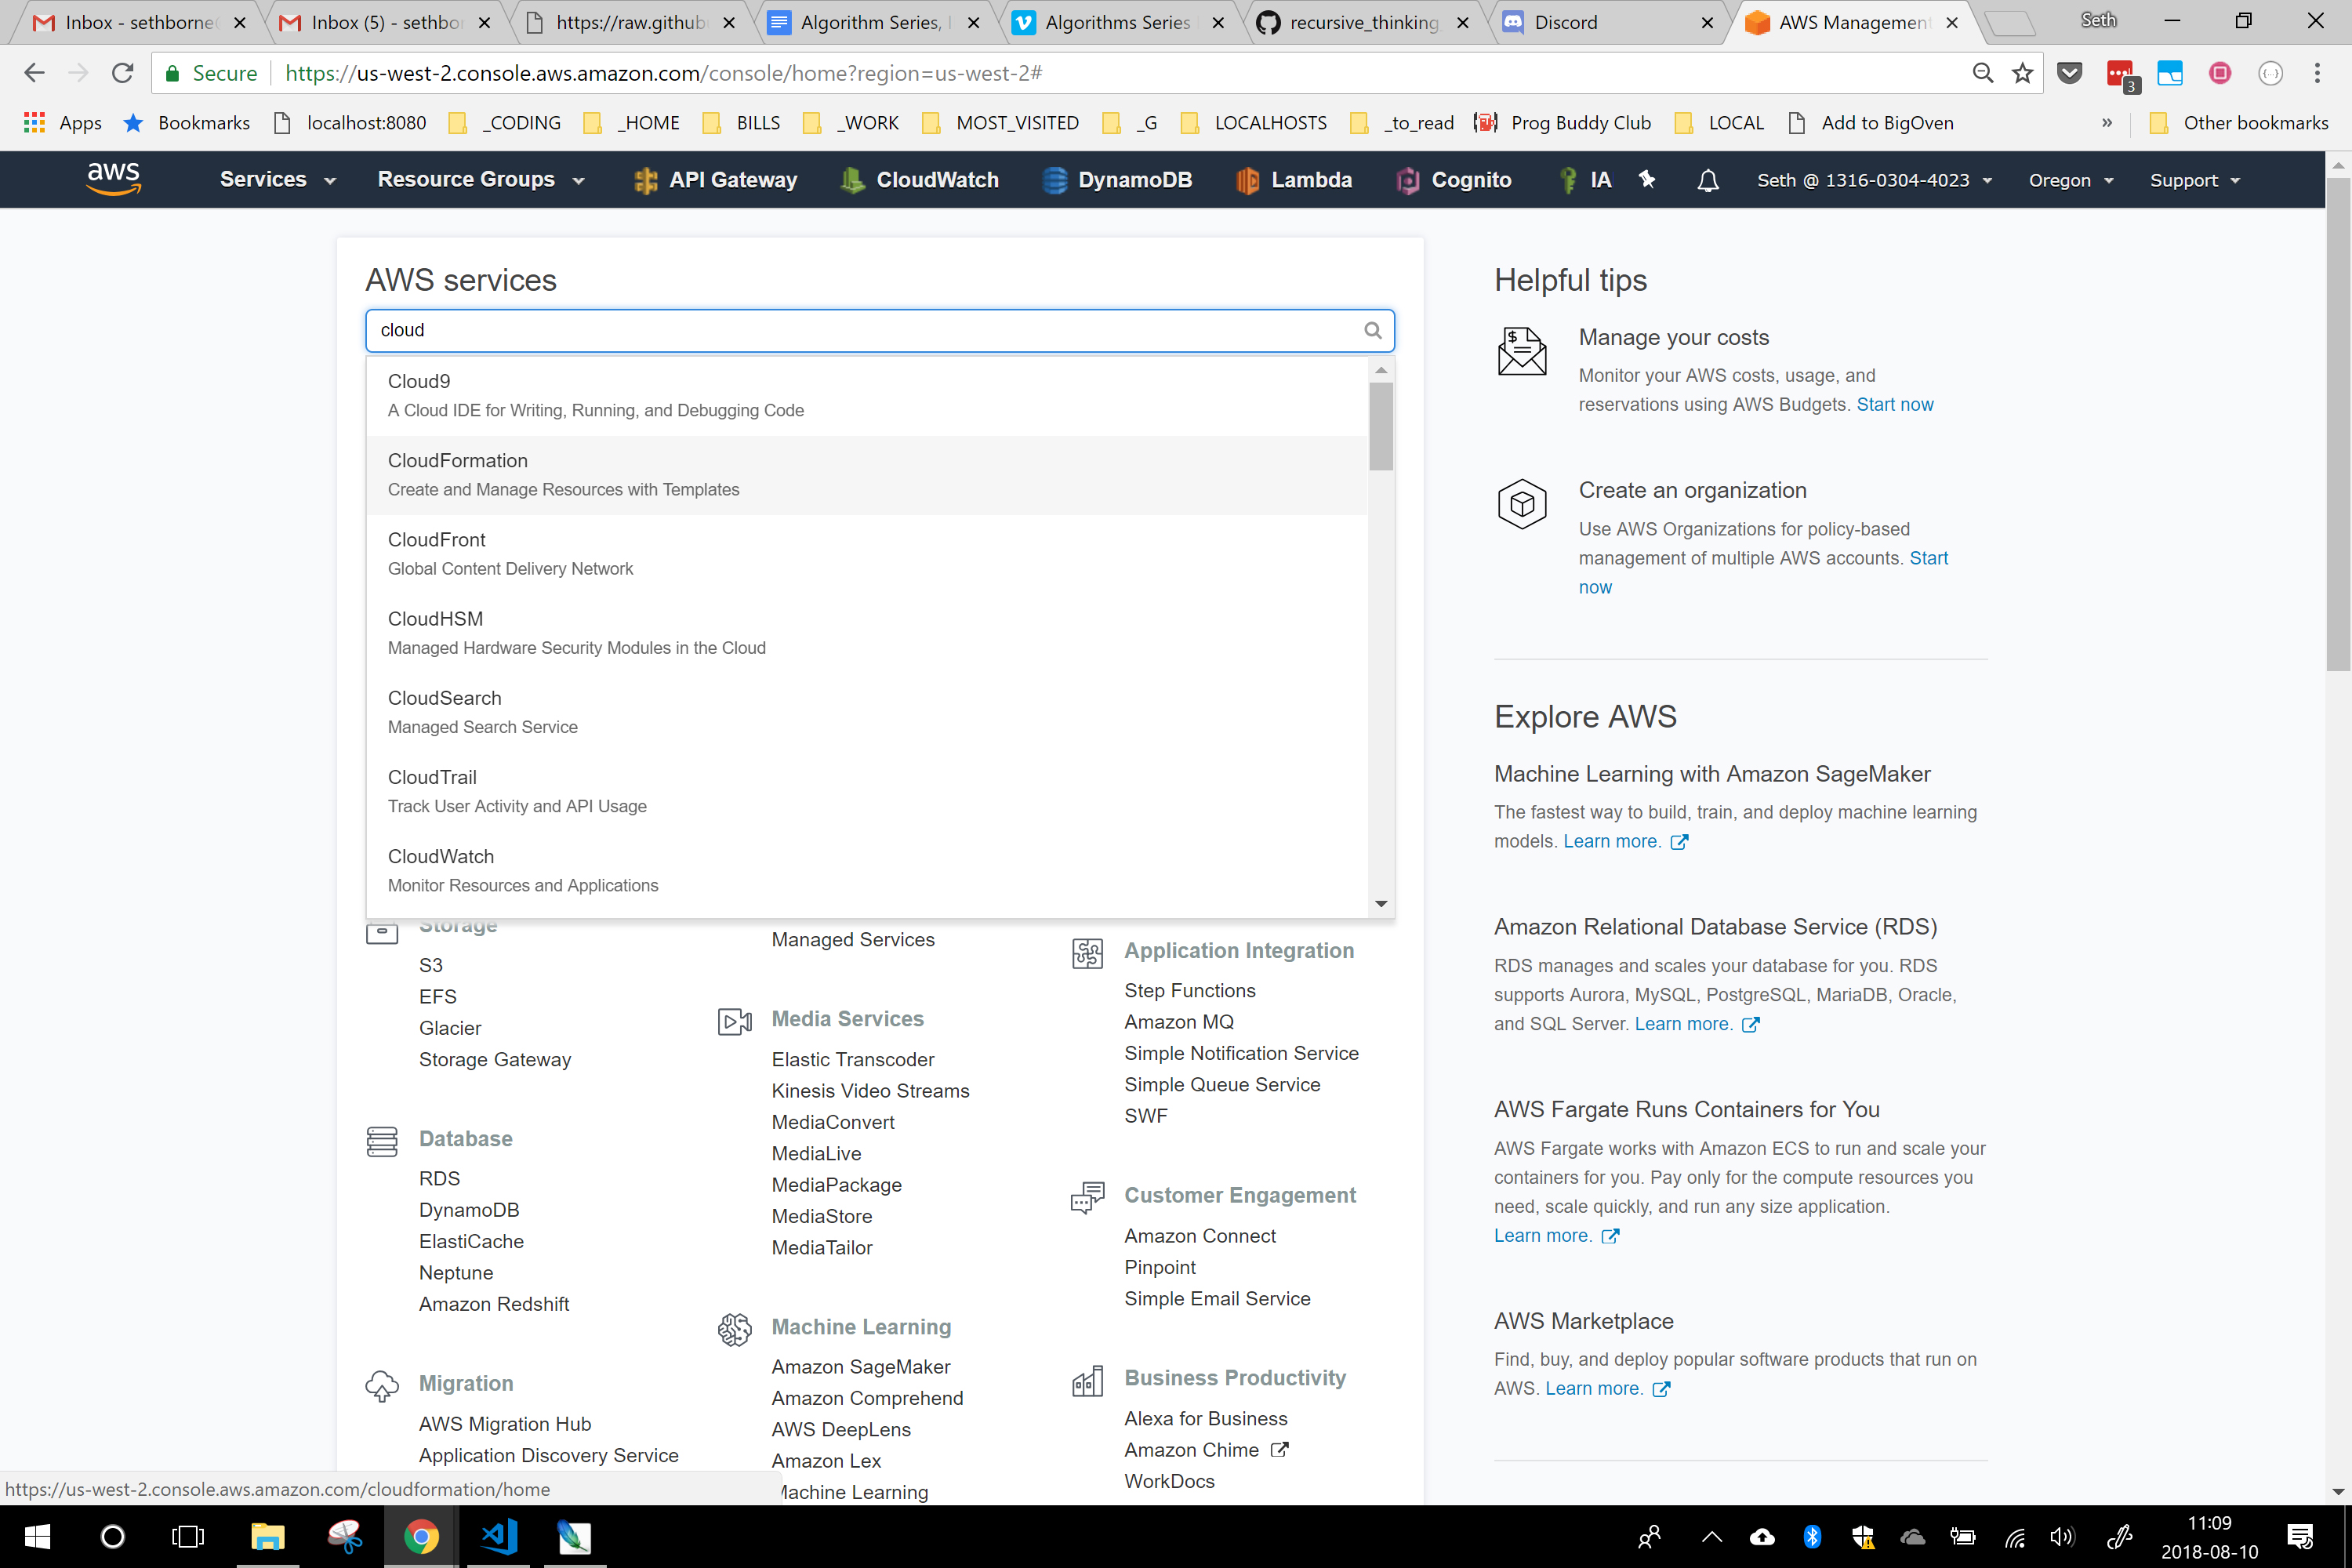 Inbox - sethborne
Inbox (5) - sethbor
https://raw.github
Algorithm Series,
Algorithms Series
recursive_thinking
Discord
AWS Management
Seth
Secure
https://us-west-2.console.aws.amazon.com/console/home?region=us-west-2#
3
Apps
Bookmarks
localhost:8080
_CODING
_HOME
BILLS
_WORK
MOST_VISITED
_G
LOCALHOSTS
_to_read
Prog Buddy Club
LOCAL
Add to BigOven
»
Other bookmarks
aws
Services
Resource Groups
API Gateway
CloudWatch
DynamoDB
Lambda
Cognito
IA
Seth @ 1316-0304-4023
Oregon
Support
AWS services
cloud
Cloud9
A Cloud IDE for Writing, Running, and Debugging Code
CloudFormation
Create and Manage Resources with Templates
CloudFront
Global Content Delivery Network
CloudHSM
Managed Hardware Security Modules in the Cloud
CloudSearch
Managed Search Service
CloudTrail
Track User Activity and API Usage
CloudWatch
Monitor Resources and Applications
Storage
S3
EFS
Glacier
Storage Gateway
Database
RDS
DynamoDB
ElastiCache
Neptune
Amazon Redshift
Migration
AWS Migration Hub
Application Discovery Service
Managed Services
Media Services
Elastic Transcoder
Kinesis Video Streams
MediaConvert
MediaLive
MediaPackage
MediaStore
MediaTailor
Machine Learning
Amazon SageMaker
Amazon Comprehend
AWS DeepLens
Amazon Lex
Machine Learning
Application Integration
Step Functions
Amazon MQ
Simple Notification Service
Simple Queue Service
SWF
Customer Engagement
Amazon Connect
Pinpoint
Simple Email Service
Business Productivity
Alexa for Business
Amazon Chime
WorkDocs
Helpful tips
Manage your costs
Monitor your AWS costs, usage, and
reservations using AWS Budgets. Start now
Create an organization
Use AWS Organizations for policy-based
management of multiple AWS accounts. Start
now
Explore AWS
Machine Learning with Amazon SageMaker
The fastest way to build, train, and deploy machine learning
models. Learn more.
Amazon Relational Database Service (RDS)
RDS manages and scales your database for you. RDS
supports Aurora, MySQL, PostgreSQL, MariaDB, Oracle,
and SQL Server. Learn more.
AWS Fargate Runs Containers for You
AWS Fargate works with Amazon ECS to run and scale your
containers for you. Pay only for the compute resources you
need, scale quickly, and run any size application.
Learn more.
AWS Marketplace
Find, buy, and deploy popular software products that run on
AWS. Learn more.
https://us-west-2.console.aws.amazon.com/cloudformation/home
11:09
2018-08-10